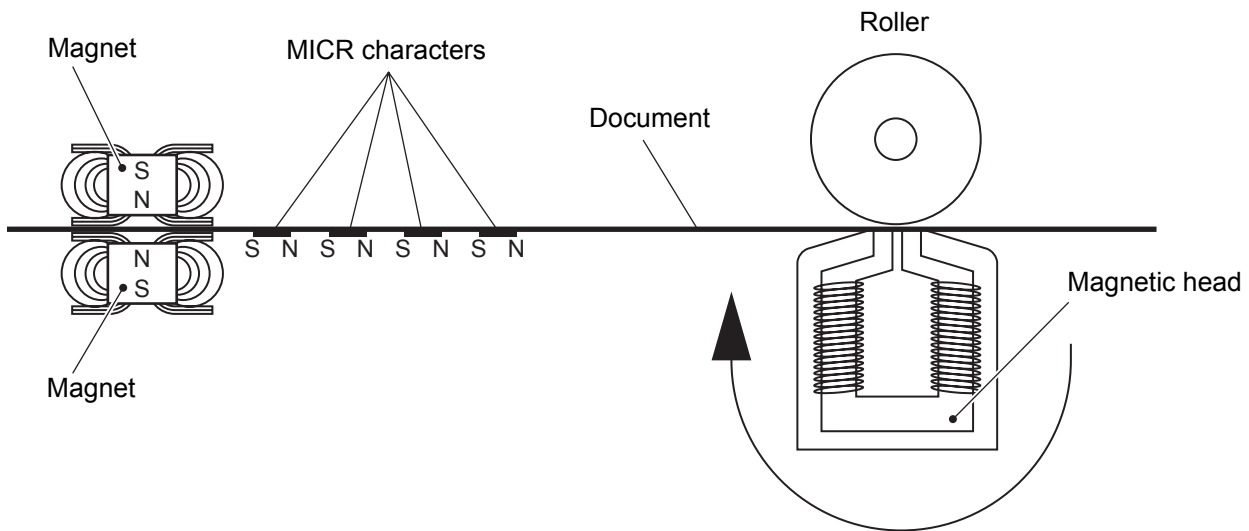 Roller
Magnet
MICR characters
Document
S
N
S N S N S N S N
N
S
Magnetic head
Magnet